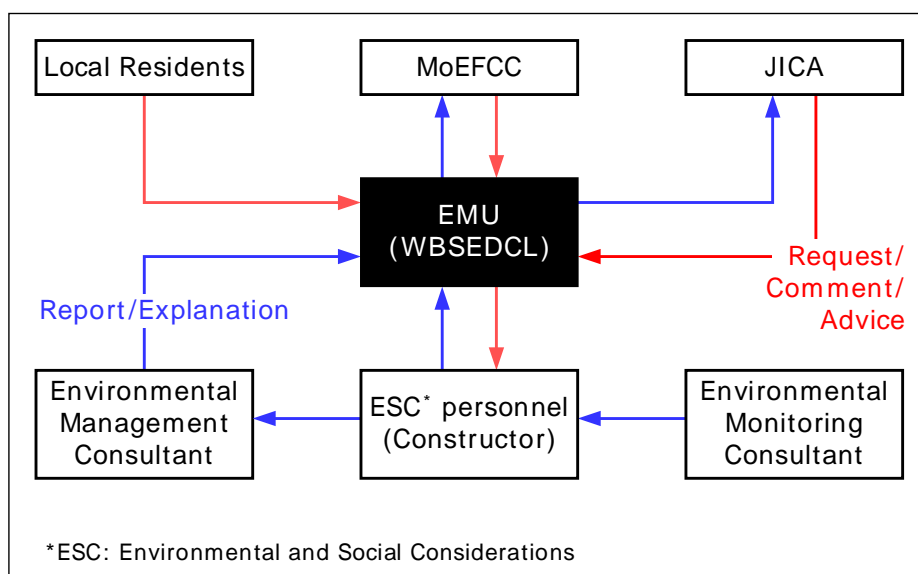 Local Residents
MoEFCC
JICA
EMU
(WBSEDCL)
Request/
Comment/
Advice
Report/Explanation
Environmental
Management
Consultant
ESC* personnel
(Constructor)
Environmental
Monitoring
Consultant
*ESC: Environmental and Social Considerations